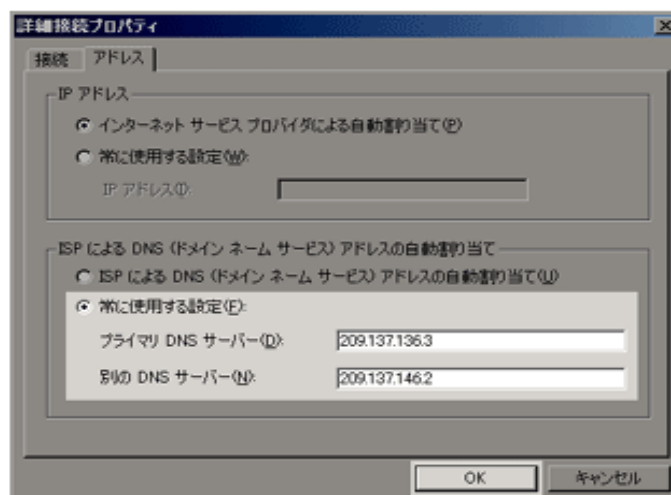 詳細接続プロパティ
接続 アドレス
IP アドレス
インターネット サービス プロバイダによる自動割り当て(P)
常に使用する設定(W):
IP アドレス(I):
ISP による DNS (ドメイン ネーム サービス) アドレスの自動割り当て
ISP による DNS (ドメイン ネーム サービス) アドレスの自動割り当て(U)
常に使用する設定(F):
プライマリ DNS サーバー(D): 209.137.136.3
別の DNS サーバー(N): 209.137.146.2
OK キャンセル